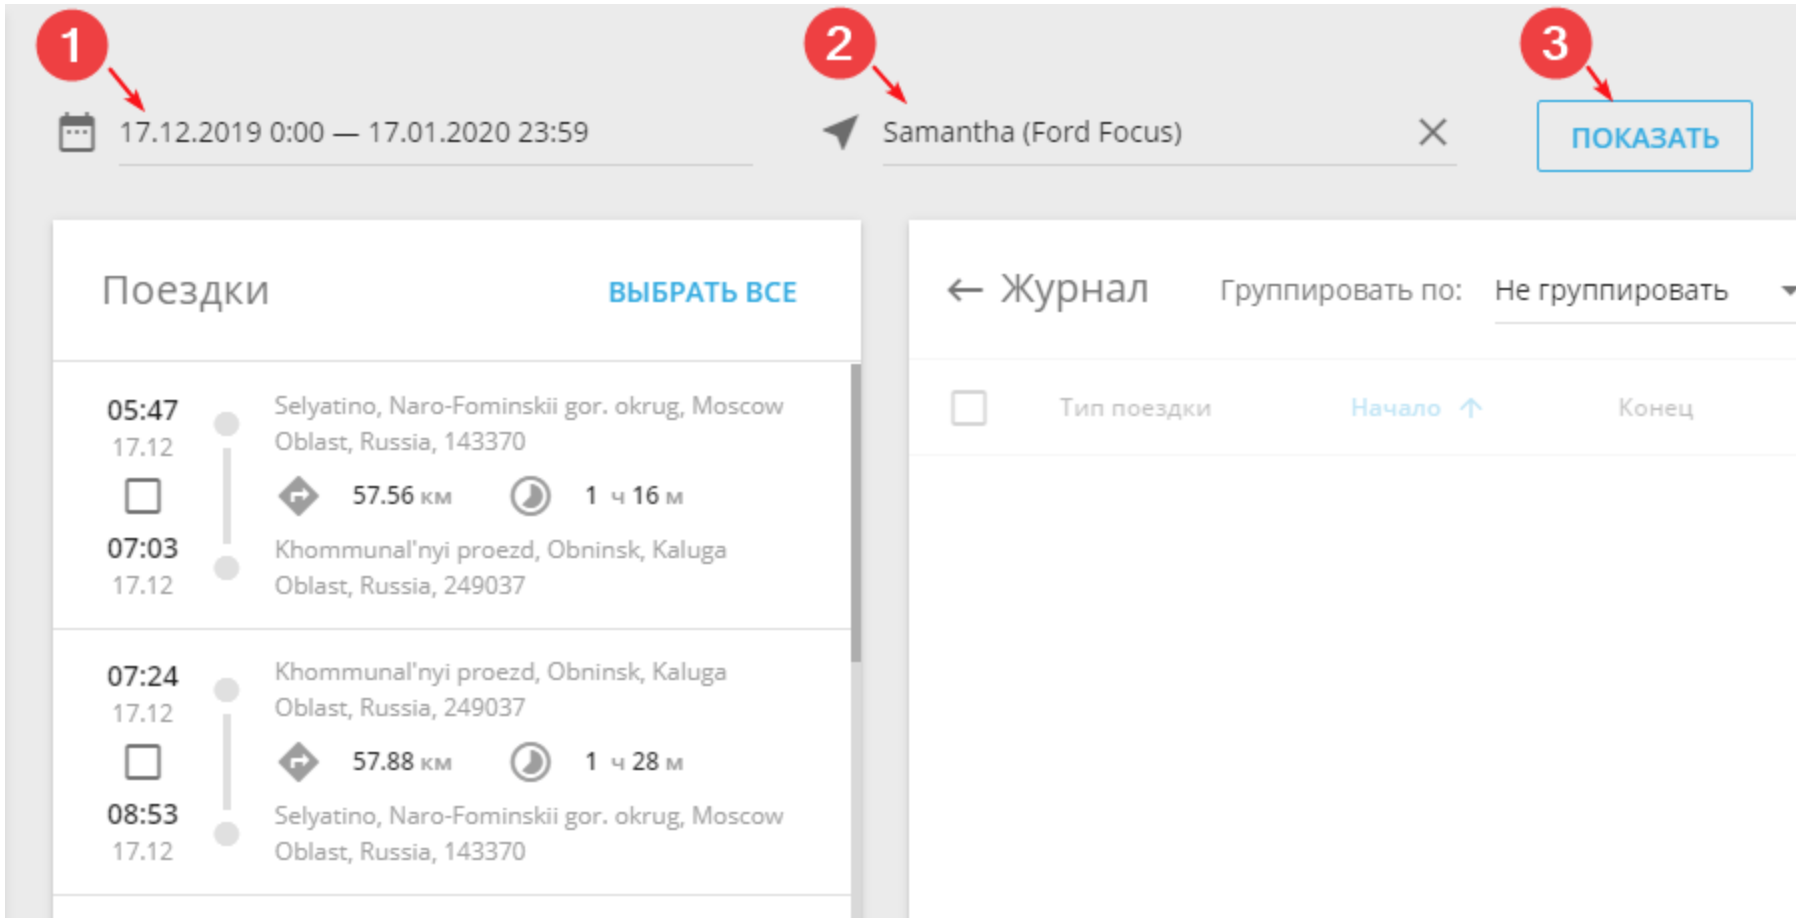 1
2
3
17.12.2019 0:00 — 17.01.2020 23:59
Samantha (Ford Focus)
ПОКАЗАТЬ
Поездки
ВЫБРАТЬ ВСЕ
05:47
17.12
Selyatino, Naro-Fominskii gor. okrug, Moscow
Oblast, Russia, 143370
57.56 км
1 ч 16 м
07:03
17.12
Khommunal'nyi proezd, Obninsk, Kaluga
Oblast, Russia, 249037
07:24
17.12
Khommunal'nyi proezd, Obninsk, Kaluga
Oblast, Russia, 249037
57.88 км
1 ч 28 м
08:53
17.12
Selyatino, Naro-Fominskii gor. okrug, Moscow
Oblast, Russia, 143370
Журнал
Группировать по:
Не группировать
Тип поездки
Начало
Конец